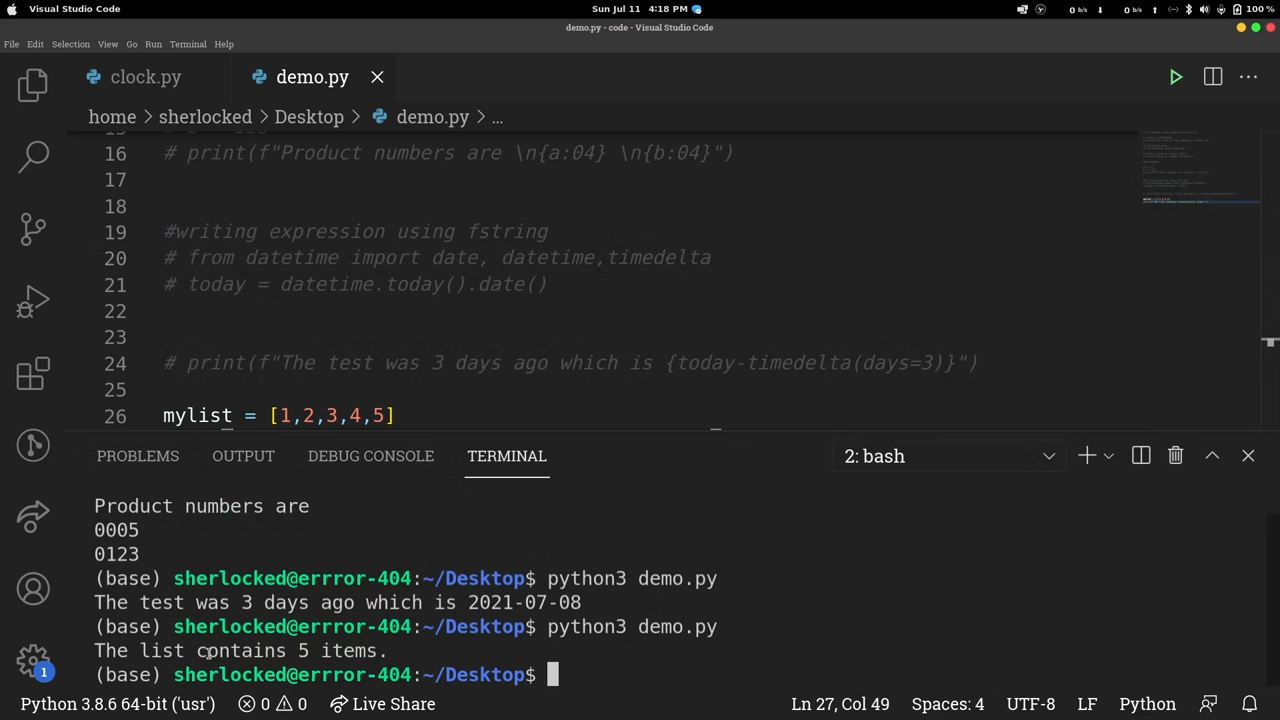 Visual Studio Code
Sun Jul 11 4:18 PM
0 B/s
0 B/s
100 %
demo.py - code - Visual Studio Code
File Edit Selection View Go Run Terminal Help
clock.py
demo.py
home > sherlocked > Desktop > demo.py > ...
16 # print(f"Product number are \n{a:04} \n{b:04}")
17
18
19 #writing expression using fstring
20 # from datetime import date, datetime,timedelta
21 # today = datetime.today().date()
22
23
24 # print(f"The test was 3 days ago which is {today-timedelta(days=3)}")
25
26 mylist = [1,2,3,4,5]
PROBLEMS OUTPUT DEBUG CONSOLE TERMINAL
2: bash
Product numbers are
0005
0123
(base) sherlocked@errror-404:~/Desktop$ python3 demo.py
The test was 3 days ago which is 2021-07-08
(base) sherlocked@errror-404:~/Desktop$ python3 demo.py
The list contains 5 items.
(base) sherlocked@errror-404:~/Desktop$
1
Python 3.8.6 64-bit ('usr') 0 0 Live Share Ln 27, Col 49 Spaces: 4 UTF-8 LF Python